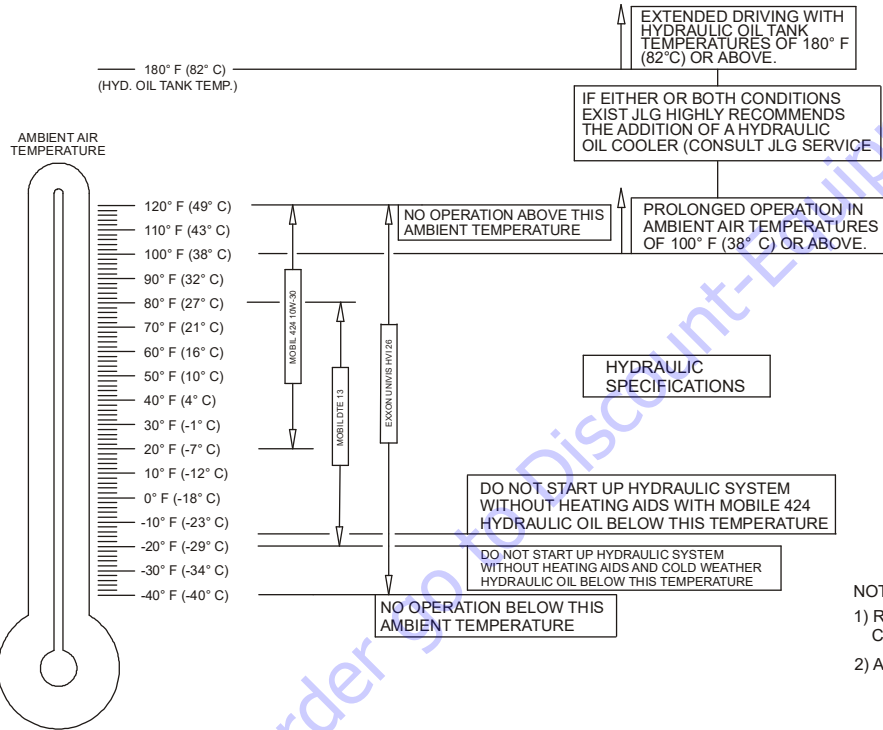 EXTENDED DRIVING WITH
HYDRAULIC OIL TANK
TEMPERATURES OF 180° F
(82°C) OR ABOVE.
180° F (82° C)
(HYD. OIL TANK TEMP.)
IF EITHER OR BOTH CONDITIONS
EXIST JLG HIGHLY RECOMMENDS
THE ADDITION OF A HYDRAULIC
OIL COOLER (CONSULT JLG SERVICE
AMBIENT AIR
TEMPERATURE
120° F (49° C)
110° F (43° C)
100° F (38° C)
90° F (32° C)
80° F (27° C)
70° F (21° C)
60° F (16° C)
50° F (10° C)
40° F (4° C)
30° F (-1° C)
20° F (-7° C)
10° F (-12° C)
0° F (-18° C)
-10° F (-23° C)
-20° F (-29° C)
-30° F (-34° C)
-40° F (-40° C)
MOBIL 424 10W-30
MOBIL DTE 13
EXXON UNIVIS HVI26
NO OPERATION ABOVE THIS
AMBIENT TEMPERATURE
PROLONGED OPERATION IN
AMBIENT AIR TEMPERATURES
OF 100° F (38° C) OR ABOVE.
HYDRAULIC
SPECIFICATIONS
DO NOT START UP HYDRAULIC SYSTEM
WITHOUT HEATING AIDS WITH MOBILE 424
HYDRAULIC OIL BELOW THIS TEMPERATURE
DO NOT START UP HYDRAULIC SYSTEM
WITHOUT HEATING AIDS AND COLD WEATHER
HYDRAULIC OIL BELOW THIS TEMPERATURE
NO OPERATION BELOW THIS
AMBIENT TEMPERATURE
1)
2) A
go to Discount-Equip